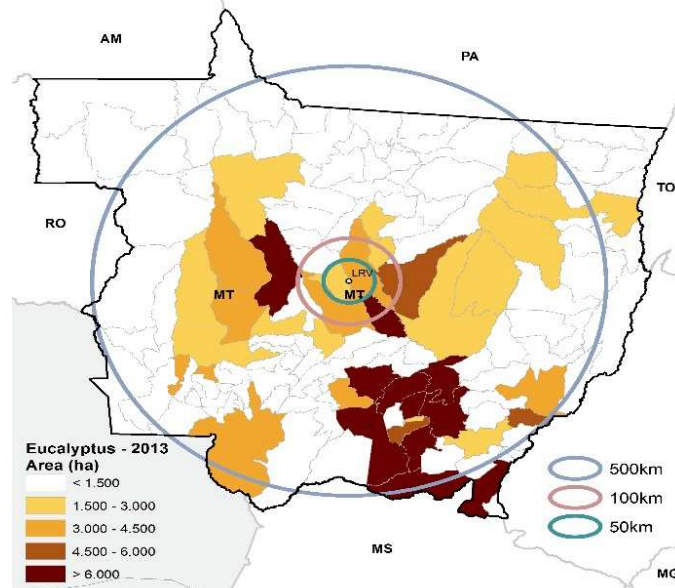 AM
PA
TO
RO
LRV
MT
MT
Eucalyptus - 2013
Area (ha)
< 1.500
1.500 - 3.000
3.000 - 4.500
4.500 - 6.000
> 6.000
500km
100km
50km
MS
MG